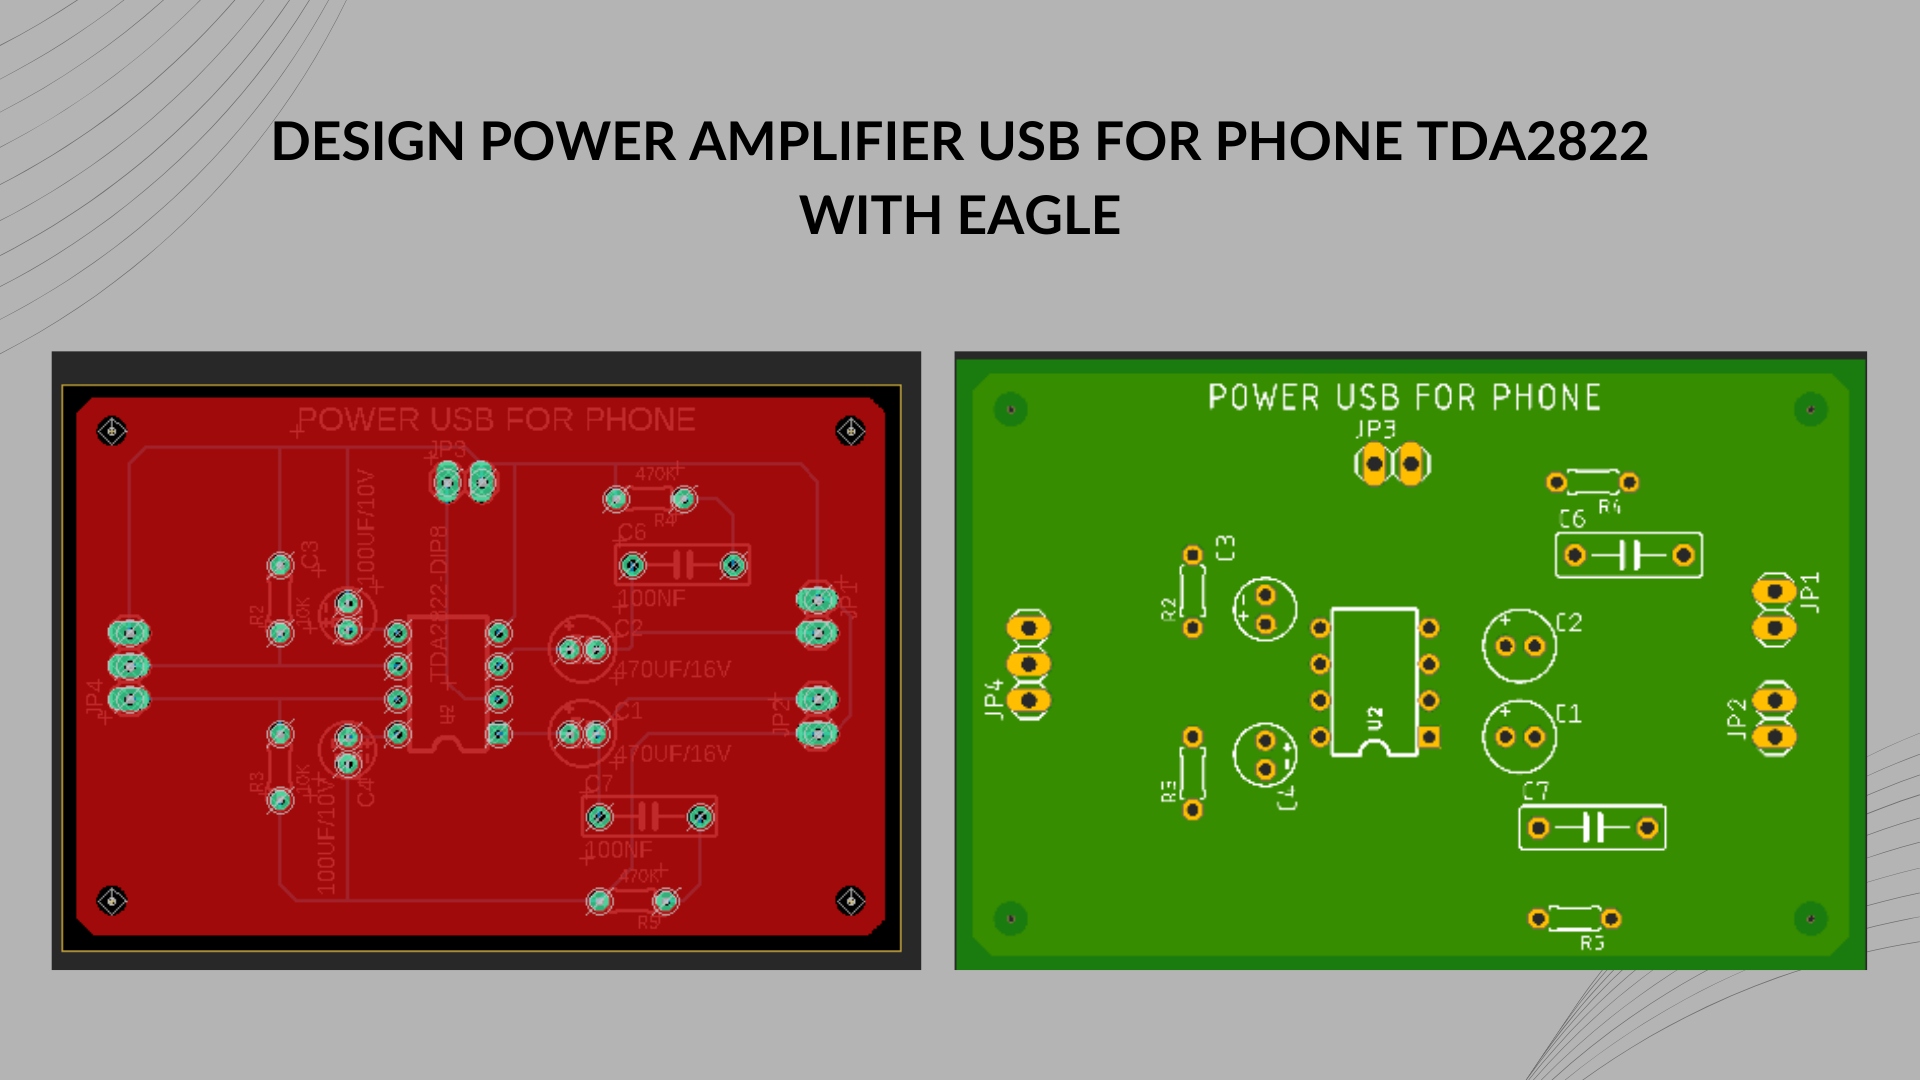 DESIGN POWER AMPLIFIER USB FOR PHONE TDA2822
WITH EAGLE
POWER USB FOR PHONE
JP3
470K
R4
C6
100NF
100UF/10V
C3
R2
10K
TDA2822-DIP8
U2
C2
470UF/16V
C1
470UF/16V
JP1
JP2
JP4
R3
10K
100UF/10V
C4
C7
100NF
470K
R5
POWER USB FOR PHONE
JP3
R4
C6
C3
R2
JP1
C2
JP4
U2
C1
JP2
R3
C4
C7
R5